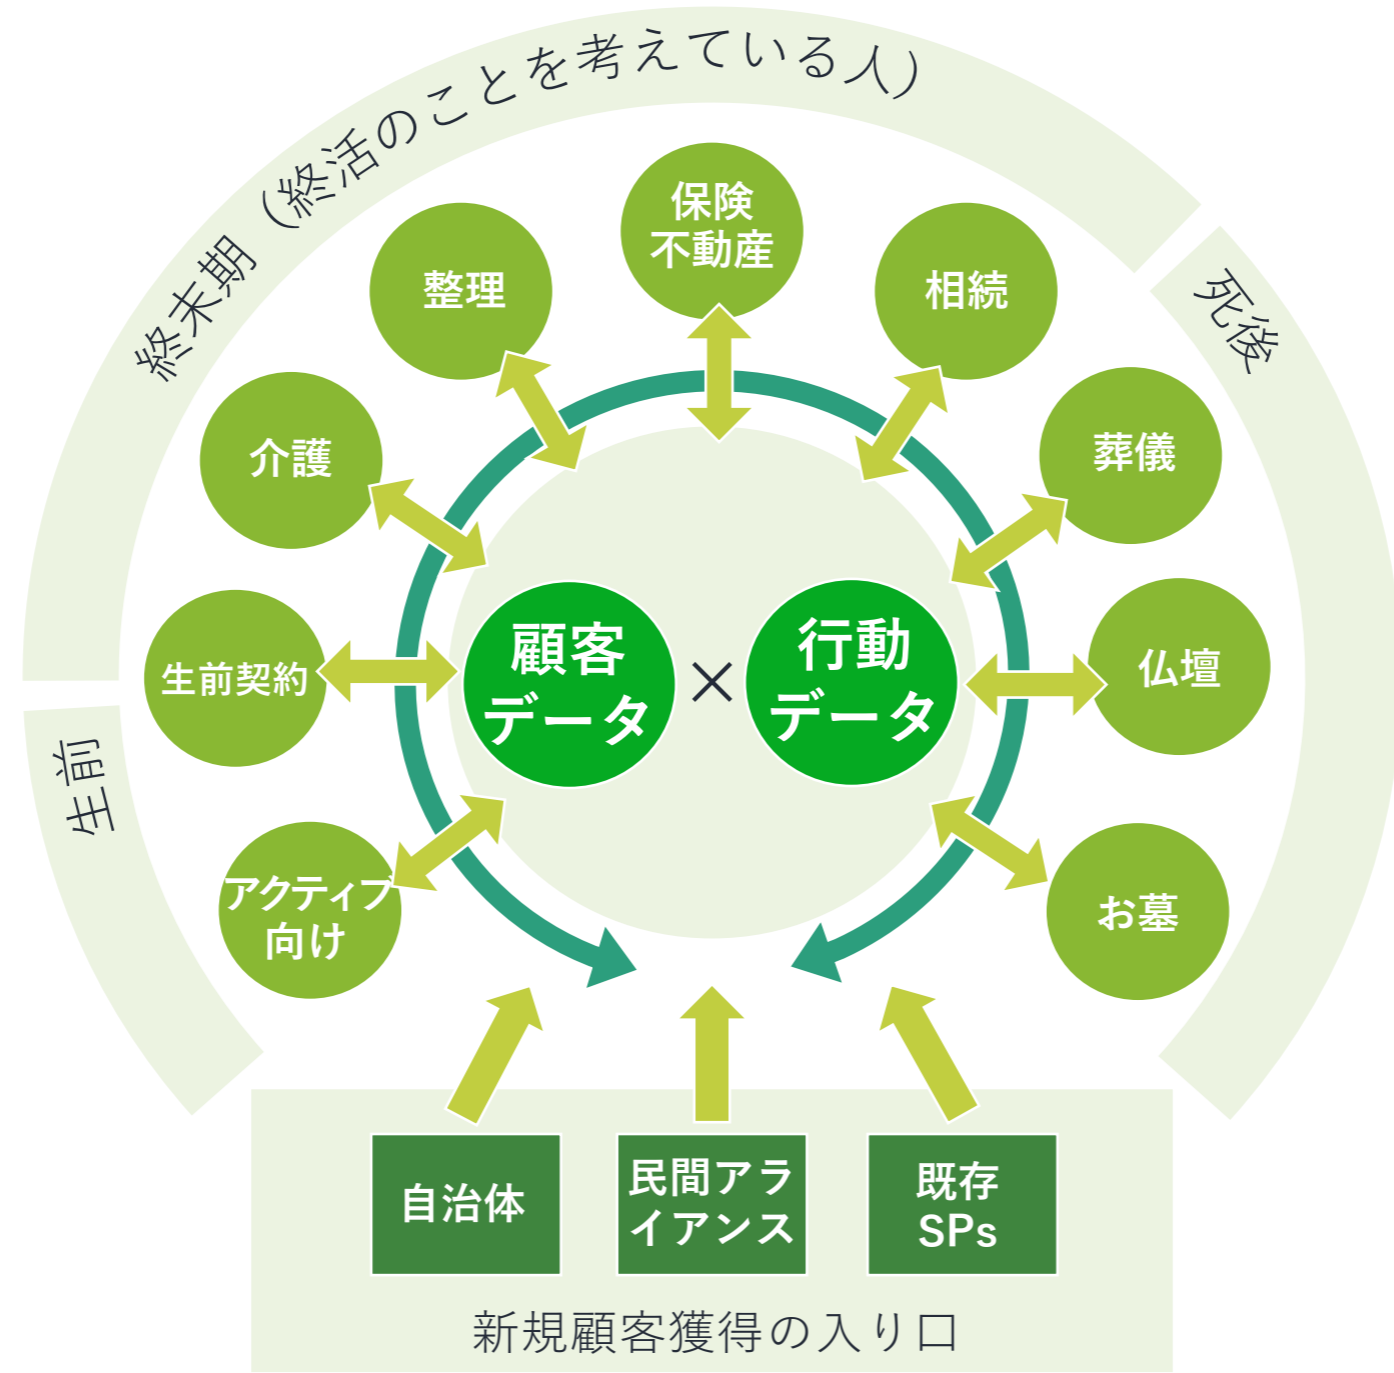 終末期（終活のことを考えている人）
死後
生前
保険
不動産
整理
相続
介護
葬儀
生前契約
仏壇
アクティブ
向け
お墓
顧客
データ
×
行動
データ
自治体
民間アラ
イアンス
既存
SPs
新規顧客獲得の入り口